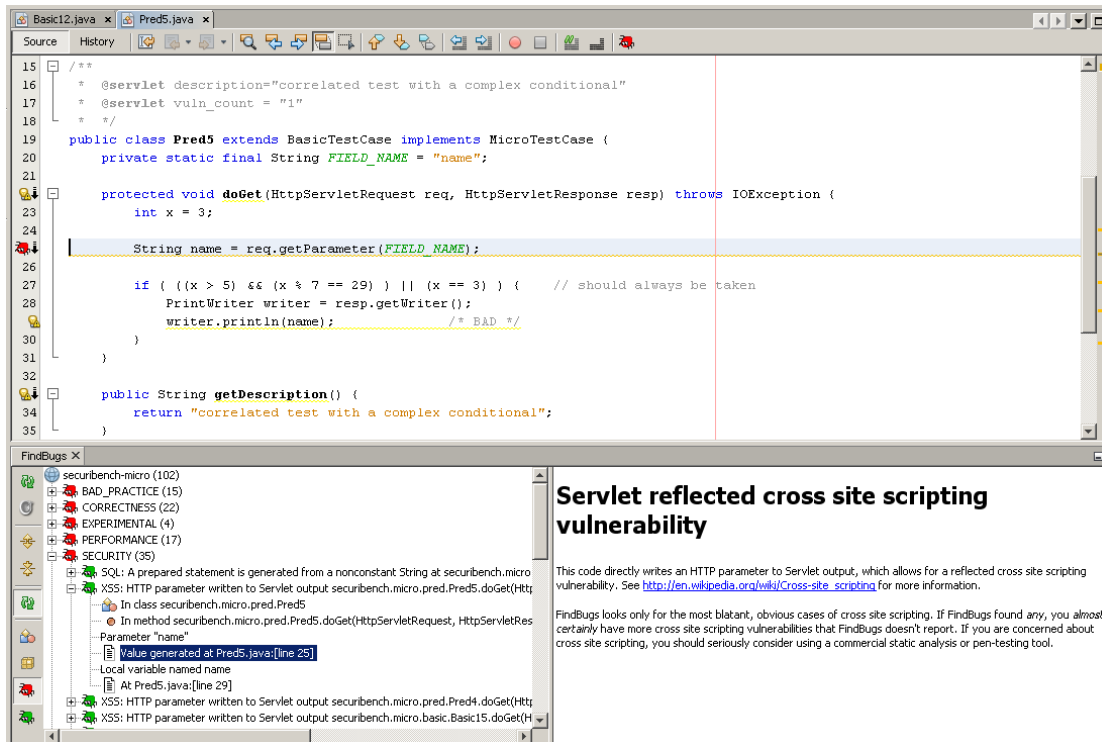 Basic12.java × Pred5.java ×
Source History
15 /**
16 * @servlet description="correlated test with a complex conditional"
17 * @servlet vuln_count = "1"
18 * */
19 public class Pred5 extends BasicTestCase implements MicroTestCase {
20 private static final String FIELD_NAME = "name";
21
protected void doGet(HttpServletRequest req, HttpServletResponse resp) throws IOException {
23 int x = 3;
24
String name = req.getParameter(FIELD_NAME);
26
27 if ( ((x > 5) && (x % 7 == 29) ) || (x == 3) ) { // should always be taken
28 PrintWriter writer = resp.getWriter();
writer.println(name); /* BAD */
30 }
31 }
32
public String getDescription() {
34 return "correlated test with a complex conditional";
35 }
FindBugs ×
securibench-micro (102)
BAD_PRACTICE (15)
CORRECTNESS (22)
EXPERIMENTAL (4)
PERFORMANCE (17)
SECURITY (35)
SQL: A prepared statement is generated from a nonconstant String at securibench.micro
XSS: HTTP parameter written to Servlet output securibench.micro.pred.Pred5.doGet(Http
In class securibench.micro.pred.Pred5
In method securibench.micro.pred.Pred5.doGet(HttpServletRequest, HttpServletRes
Parameter "name"
Value generated at Pred5.java:[line 25]
Local variable named name
At Pred5.java:[line 29]
XSS: HTTP parameter written to Servlet output securibench.micro.pred.Pred4.doGet(Http
XSS: HTTP parameter written to Servlet output securibench.micro.basic.Basic15.doGet(H
Servlet reflected cross site scripting
vulnerability
This code directly writes an HTTP parameter to Servlet output, which allows for a reflected cross site scripting
vulnerability. See http://en.wikipedia.org/wiki/Cross-site_scripting for more information.
FindBugs looks only for the most blatant, obvious cases of cross site scripting. If FindBugs found any, you almost
certainly have more cross site scripting vulnerabilities that FindBugs doesn't report. If you are concerned about
cross site scripting, you should seriously consider using a commercial static analysis or pen-testing tool.